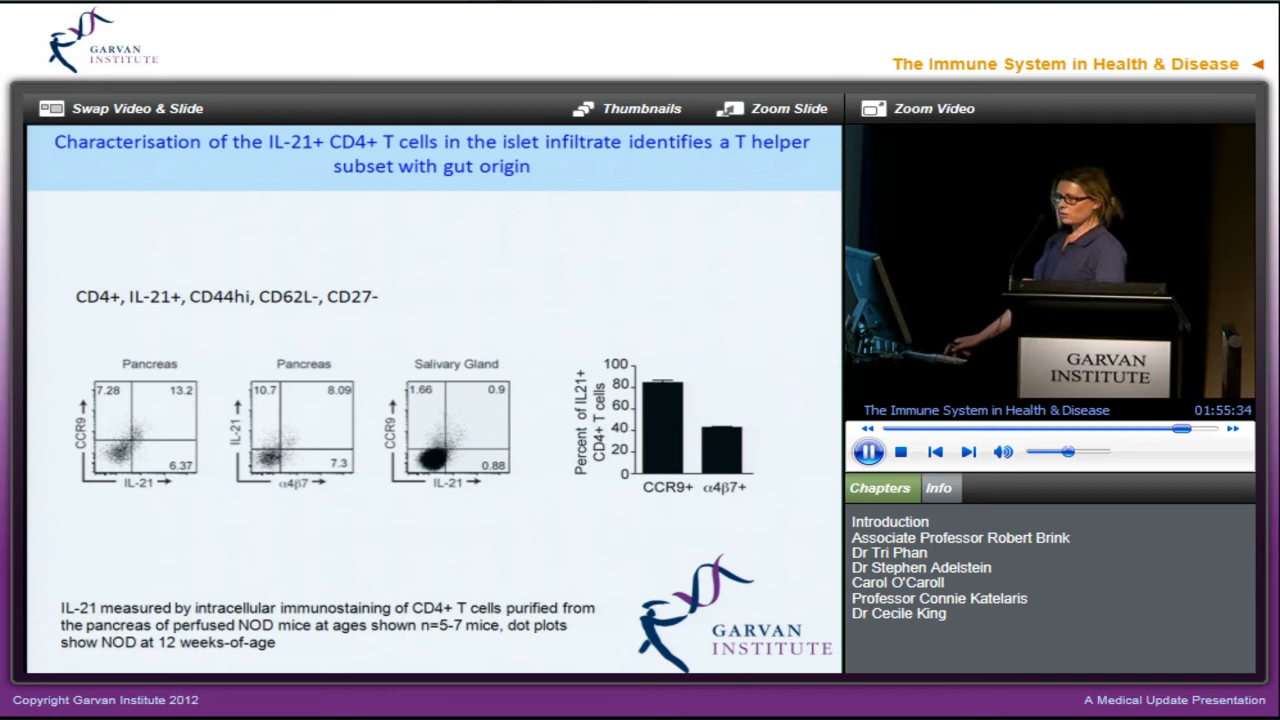 GARVAN
INSTITUTE
The Immune System in Health & Disease
Swap Video & Slide
Thumbnails
Zoom Slide
Zoom Video
Characterisation of the IL-21+ CD4+ T cells in the islet infiltrate identifies a T helper
subset with gut origin
CD4+, IL-21+, CD44hi, CD62L-, CD27-
Pancreas
7.28
13.2
6.37
CCR9
IL-21
Pancreas
10.7
8.09
7.3
IL-21
α4β7
Salivary Gland
1.66
0.9
0.88
CCR9
IL-21
Percent of IL21+
CD4+ T cells
100
80
60
40
20
0
CCR9+ α4β7+
IL-21 measured by intracellular immunostaining of CD4+ T cells purified from
the pancreas of perfused NOD mice at ages shown n=5-7 mice, dot plots
show NOD at 12 weeks-of-age
GARVAN
INSTITUTE
GARVAN
INSTITUTE
The Immune System in Health & Disease 01:55:34
Chapters
Info
Introduction
Associate Professor Robert Brink
Dr Tri Phan
Dr Stephen Adelstein
Carol O'Caroll
Professor Connie Katelaris
Dr Cecile King
Copyright Garvan Institute 2012
A Medical Update Presentation